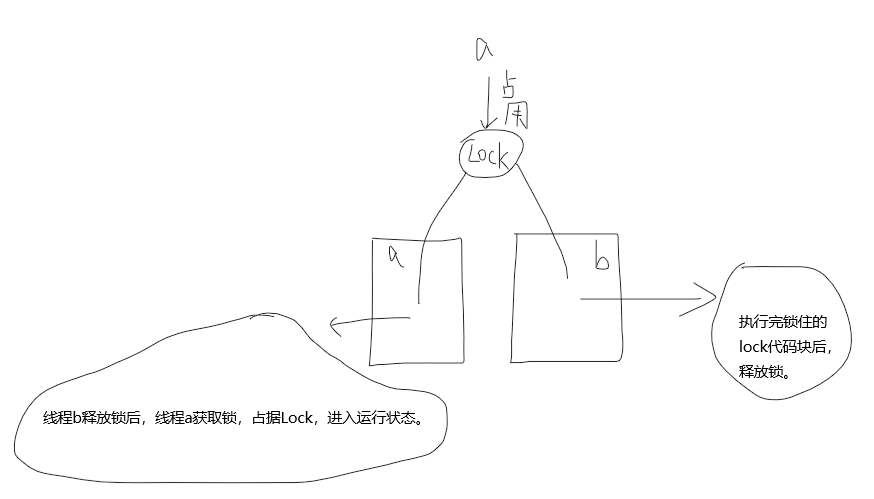 a
占
用
Lock
a
b
执行完锁住的
lock代码块后，
释放锁。
线程b释放锁后，线程a获取锁，占据Lock，进入运行状态。